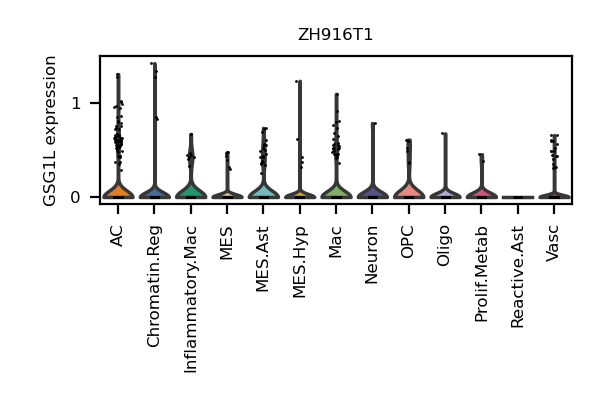 ZH916T1
GSG1L expression
1
0
AC
Chromatin.Reg
Inflammatory.Mac
MES
MES.Ast
MES.Hyp
Mac
Neuron
OPC
Oligo
Prolif.Metab
Reactive.Ast
Vasc